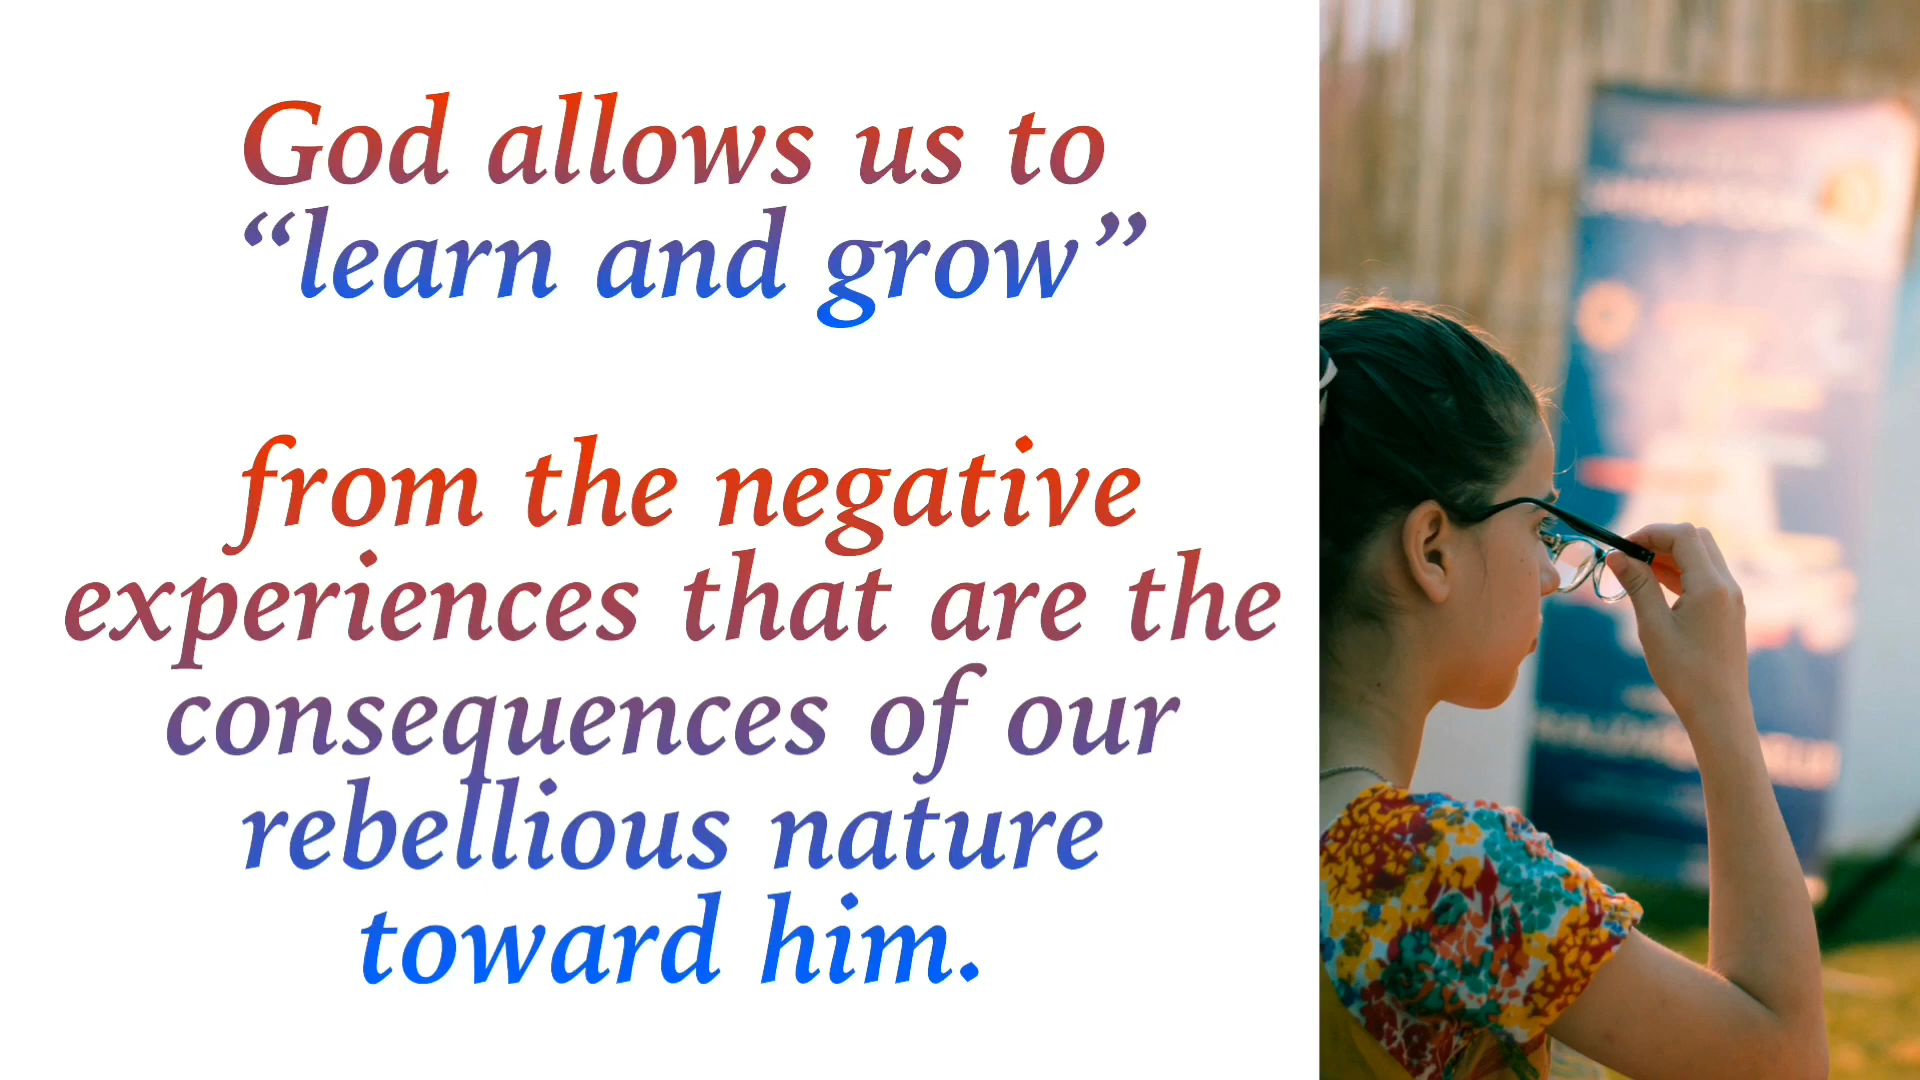 God allows us to
“learn and grow”
from the negative
experiences that are the
consequences of our
rebellious nature
toward him.